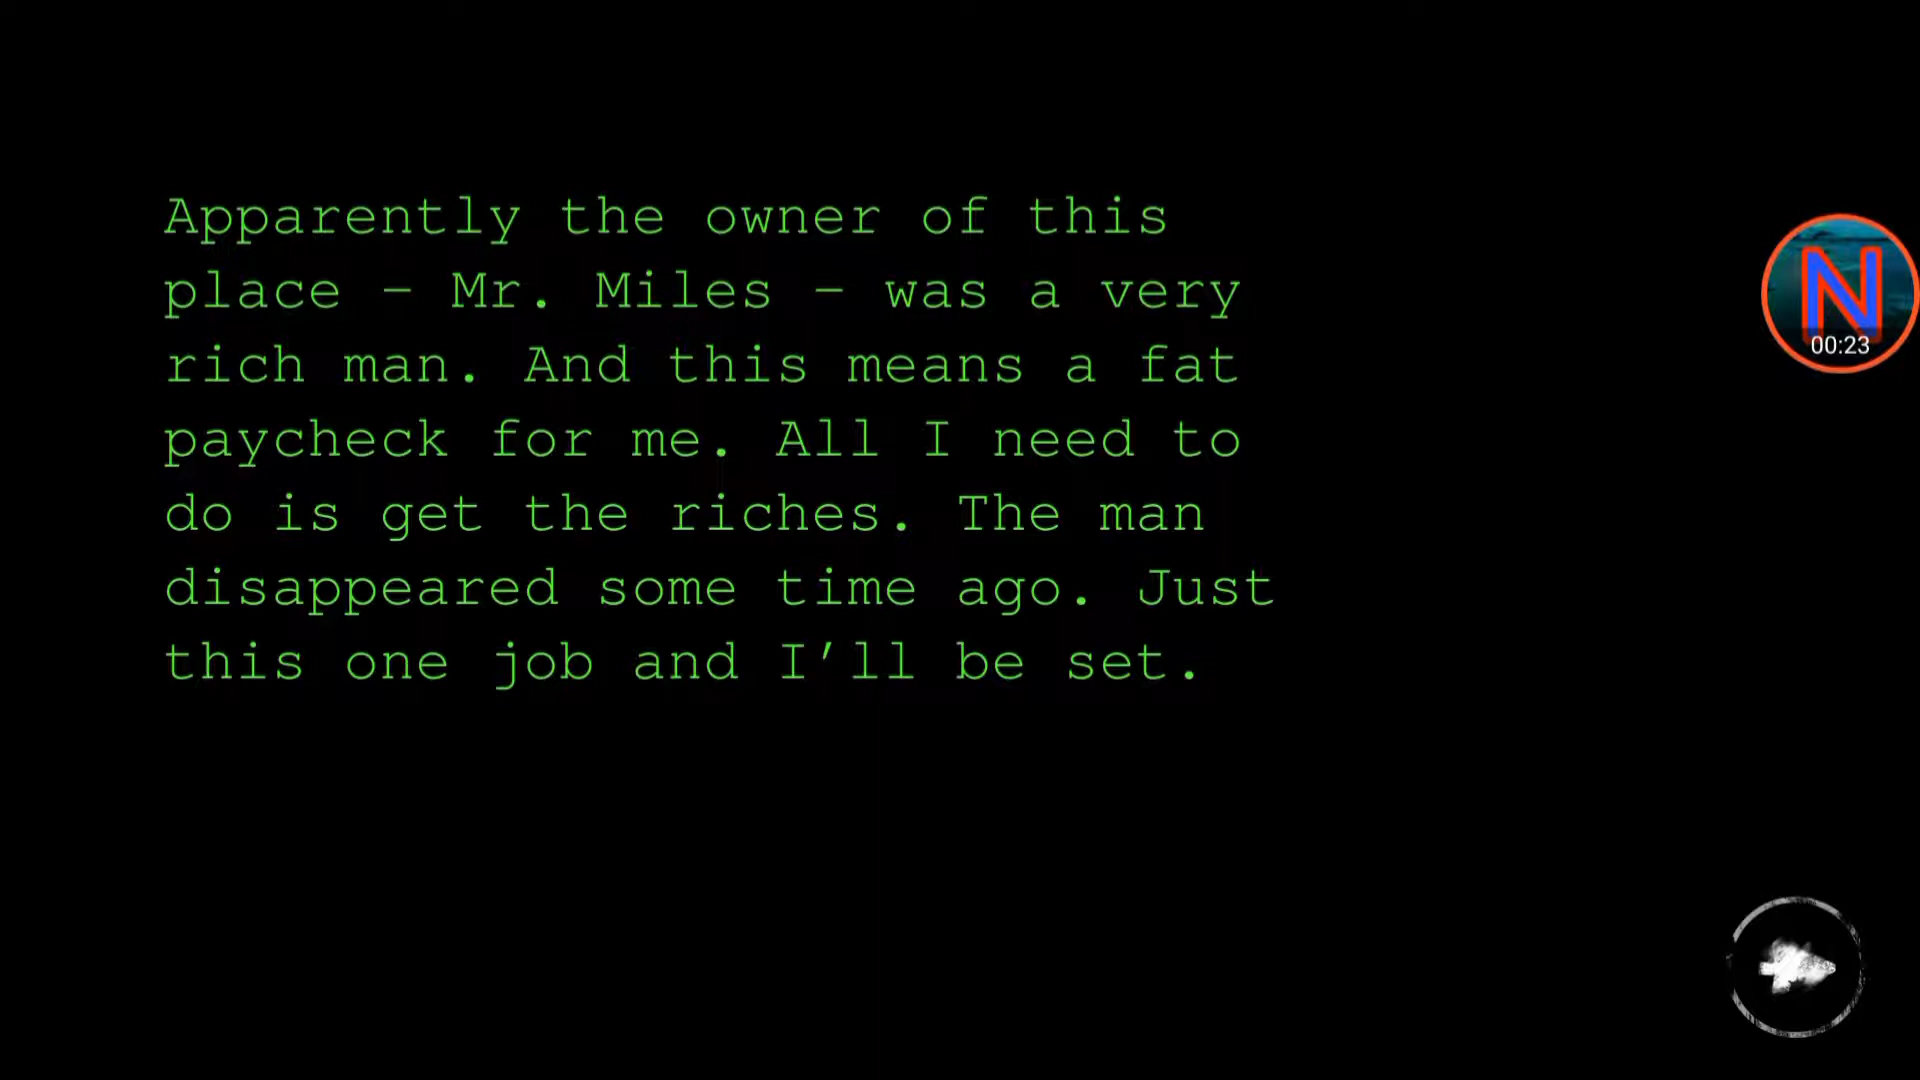 Apparently the owner of this
place – Mr. Miles – was a very
rich man. And this means a fat
paycheck for me. All I need to
do is get the riches. The man
disappeared some time ago. Just
this one job and I’ll be set.
N
00:23